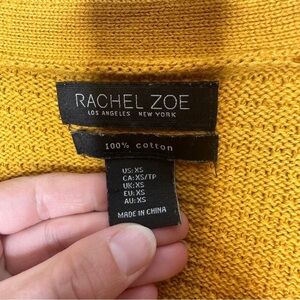 RACHEL ZOE
LOS ANGELES NEW YORK
100% cotton
US: XS
CA: XS/TP
UK: XS
EU: XS
AU: XS
MADE IN CHINA